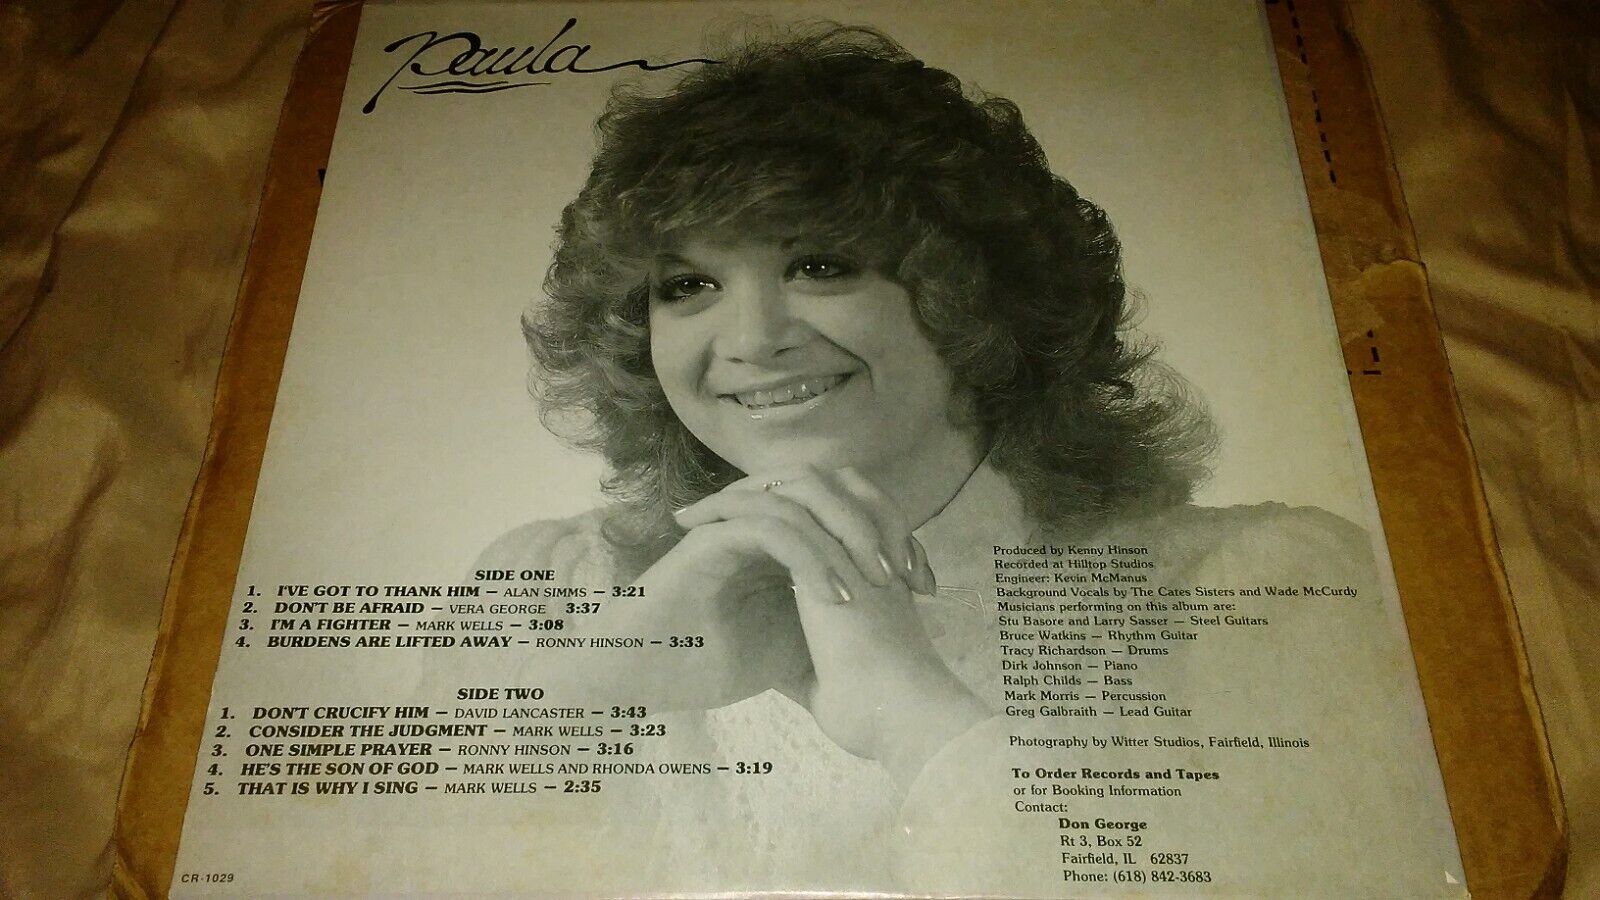 Paula
SIDE ONE
1. I'VE GOT TO THANK HIM — ALAN SIMMS — 3:21
2. DON'T BE AFRAID — VERA GEORGE 3:37
3. I'M A FIGHTER — MARK WELLS — 3:08
4. BURDENS ARE LIFTED AWAY — RONNY HINSON — 3:33
SIDE TWO
1. DON'T CRUCIFY HIM — DAVID LANCASTER — 3:43
2. CONSIDER THE JUDGMENT — MARK WELLS — 3:23
3. ONE SIMPLE PRAYER — RONNY HINSON — 3:16
4. HE'S THE SON OF GOD — MARK WELLS AND RHONDA OWENS — 3:19
5. THAT IS WHY I SING — MARK WELLS — 2:35
CR-1029
Produced by Kenny Hinson
Recorded at Hilltop Studios
Engineer: Kevin McManus
Background Vocals by The Cates Sisters and Wade McCurdy
Musicians performing on this album are:
Stu Basore and Larry Sasser — Steel Guitars
Bruce Watkins — Rhythm Guitar
Tracy Richardson — Drums
Dirk Johnson — Piano
Ralph Childs — Bass
Mark Morris — Percussion
Greg Galbraith — Lead Guitar
Photography by Witter Studios, Fairfield, Illinois
To Order Records and Tapes
or for Booking Information
Contact:
Don George
Rt 3, Box 52
Fairfield, IL 62837
Phone: (618) 842-3683